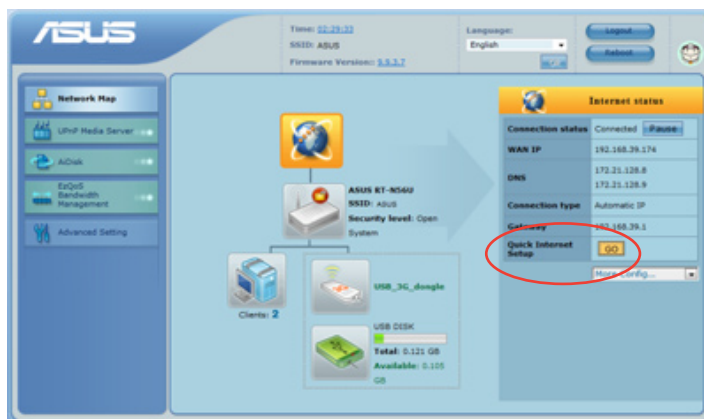 ASUS
Time: 02:29:33
SSID: ASUS
Firmware Version: 5.9.3.7
Language:
English
Logout
Reboot
Network Map
UPnP Media Server
AiDisk
EzQoS
Bandwidth
Management
Advanced Setting
ASUS RT-N56U
SSID: ASUS
Security level: Open
System
Clients: 2
USB_3G_dongle
USB DISK
Total: 0.121 GB
Available: 0.105
GB
Internet status
Connection status Connected Pause
WAN IP 192.168.39.174
DNS 172.21.128.8
172.21.128.9
Connection type Automatic IP
Gateway 192.168.39.1
Quick Internet
Setup GO
More Config...